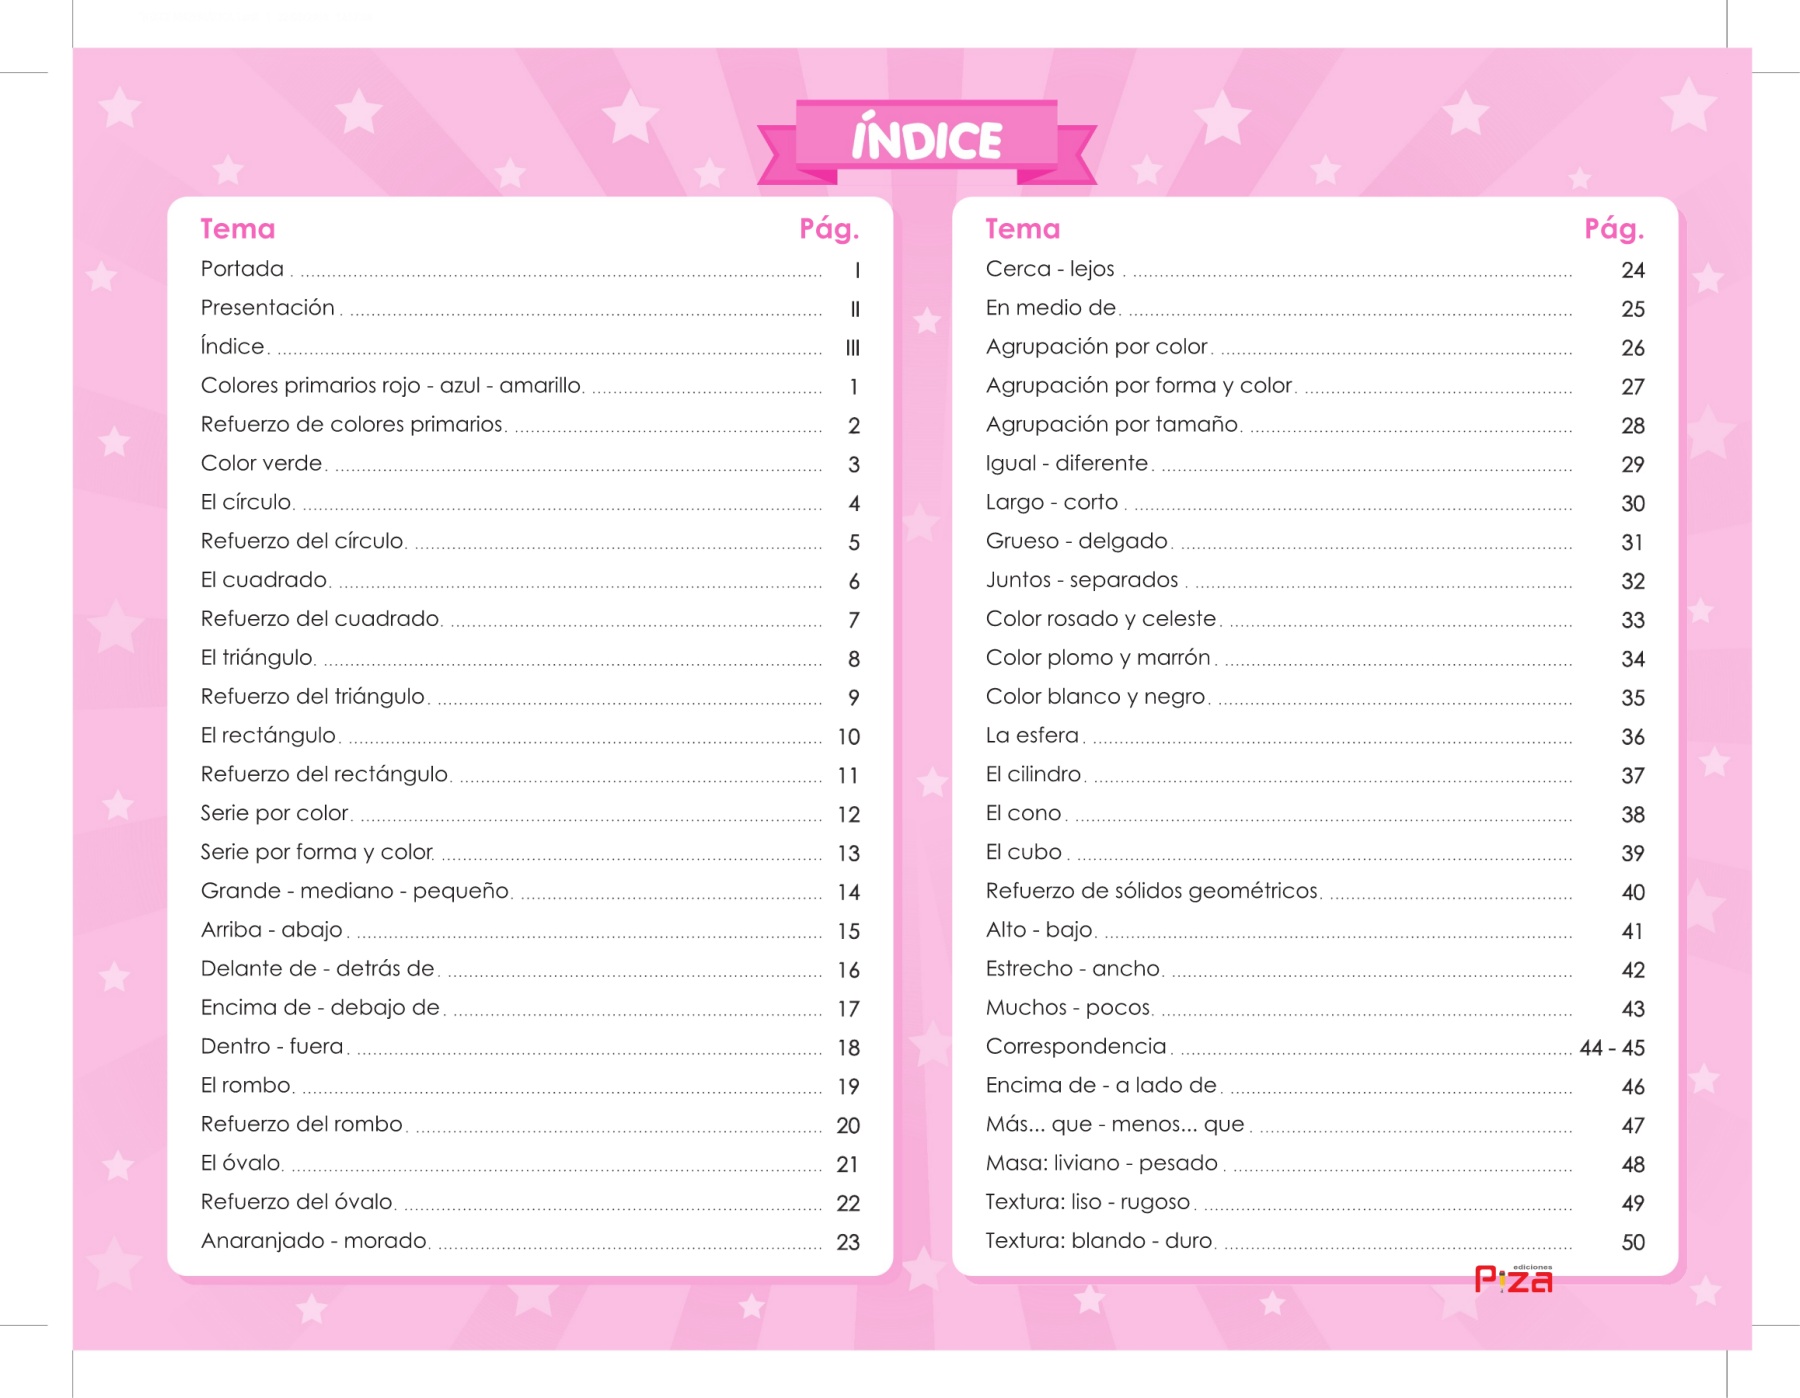 ÍNDICE
Tema Pág.
Portada . ........ I
Presentación . ........ II
Índice . ........ III
Colores primarios rojo - azul - amarillo. ........ 1
Refuerzo de colores primarios. ........ 2
Color verde. ........ 3
El círculo. ........ 4
Refuerzo del círculo. ........ 5
El cuadrado. ........ 6
Refuerzo del cuadrado. ........ 7
El triángulo. ........ 8
Refuerzo del triángulo. ........ 9
El rectángulo. ........ 10
Refuerzo del rectángulo. ........ 11
Serie por color. ........ 12
Serie por forma y color. ........ 13
Grande - mediano - pequeño. ........ 14
Arriba - abajo. ........ 15
Delante de - detrás de. ........ 16
Encima de - debajo de. ........ 17
Dentro - fuera. ........ 18
El rombo. ........ 19
Refuerzo del rombo. ........ 20
El óvalo. ........ 21
Refuerzo del óvalo. ........ 22
Anaranjado - morado. ........ 23
Tema Pág.
Cerca - lejos . ........ 24
En medio de. ........ 25
Agrupación por color. ........ 26
Agrupación por forma y color. ........ 27
Agrupación por tamaño. ........ 28
Igual - diferente. ........ 29
Largo - corto . ........ 30
Grueso - delgado. ........ 31
Juntos - separados . ........ 32
Color rosado y celeste. ........ 33
Color plomo y marrón. ........ 34
Color blanco y negro. ........ 35
La esfera. ........ 36
El cilindro. ........ 37
El cono. ........ 38
El cubo . ........ 39
Refuerzo de sólidos geométricos. ........ 40
Alto - bajo. ........ 41
Estrecho - ancho. ........ 42
Muchos - pocos. ........ 43
Correspondencia. ........ 44 - 45
Encima de - a lado de. ........ 46
Más... que - menos... que. ........ 47
Masa: liviano - pesado. ........ 48
Textura: liso - rugoso. ........ 49
Textura: blando - duro. ........ 50
ediciones
Piza